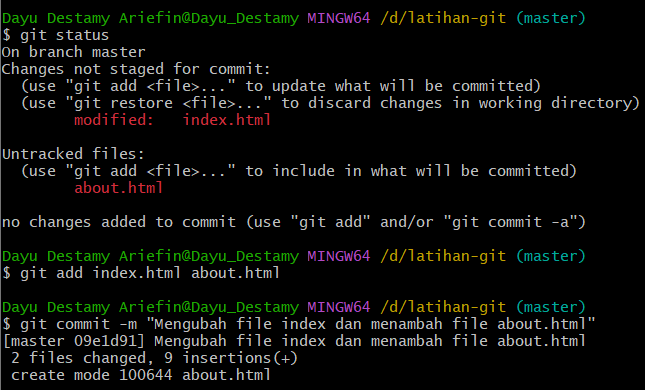 Dayu Destamy Ariefin@Dayu_Destamy MINGW64 /d/latihan-git (master)
$ git status
On branch master
Changes not staged for commit:
  (use "git add <file>..." to update what will be committed)
  (use "git restore <file>..." to discard changes in working directory)
        modified:   index.html

Untracked files:
  (use "git add <file>..." to include in what will be committed)
        about.html

no changes added to commit (use "git add" and/or "git commit -a")

Dayu Destamy Ariefin@Dayu_Destamy MINGW64 /d/latihan-git (master)
$ git add index.html about.html

Dayu Destamy Ariefin@Dayu_Destamy MINGW64 /d/latihan-git (master)
$ git commit -m "Mengubah file index dan menambah file about.html"
[master 09e1d91] Mengubah file index dan menambah file about.html
 2 files changed, 9 insertions(+)
 create mode 100644 about.html